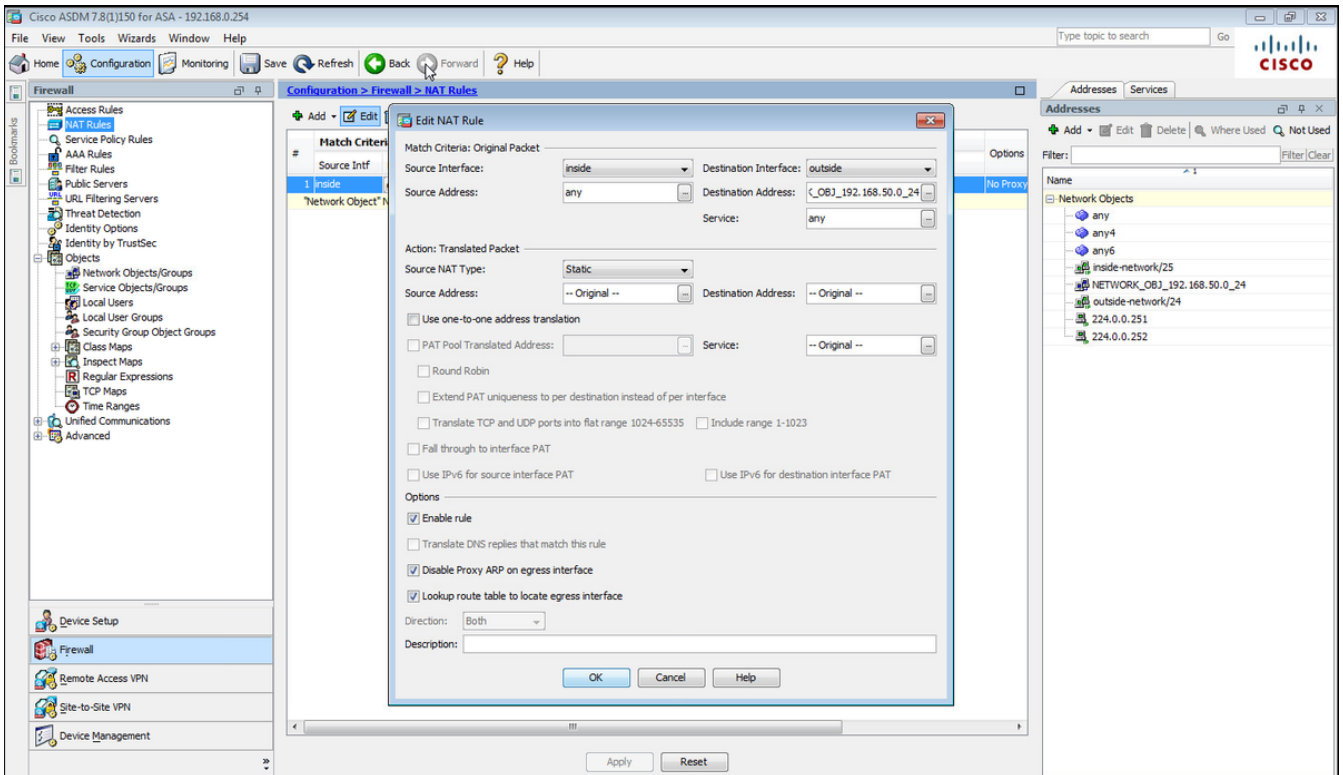 Cisco ASDM 7.8(1)150 for ASA - 192.168.0.254
File View Tools Wizards Window Help
Type topic to search Go
Home Configuration Monitoring Save Refresh Back Forward Help
CISCO
Bookmarks
Firewall
Access Rules
NAT Rules
Service Policy Rules
AAA Rules
Filter Rules
Public Servers
URL Filtering Servers
Threat Detection
Identity Options
Identity by TrustSec
Objects
Network Objects/Groups
Service Objects/Groups
Local Users
Local User Groups
Security Group Object Groups
Class Maps
Inspect Maps
Regular Expressions
TCP Maps
Time Ranges
Unified Communications
Advanced
Device Setup
Firewall
Remote Access VPN
Site-to-Site VPN
Device Management
Configuration > Firewall > NAT Rules
Add Edit
Match Criteri
# Source Intf Options
1 inside No Proxy
"Network Object" N
Edit NAT Rule
Match Criteria: Original Packet
Source Interface: inside Destination Interface: outside
Source Address: any Destination Address: _OBJ_192.168.50.0_24
Service: any
Action: Translated Packet
Source NAT Type: Static
Source Address: -- Original -- Destination Address: -- Original --
Use one-to-one address translation
PAT Pool Translated Address: Service: -- Original --
Round Robin
Extend PAT uniqueness to per destination instead of per interface
Translate TCP and UDP ports into flat range 1024-65535 Include range 1-1023
Fall through to interface PAT
Use IPv6 for source interface PAT Use IPv6 for destination interface PAT
Options
Enable rule
Translate DNS replies that match this rule
Disable Proxy ARP on egress interface
Lookup route table to locate egress interface
Direction: Both
Description:
OK Cancel Help
Apply Reset
Addresses Services
Addresses
Add Edit Delete Where Used Not Used
Filter: Filter Clear
Name
Network Objects
any
any4
any6
inside-network/25
NETWORK_OBJ_192.168.50.0_24
outside-network/24
224.0.0.251
224.0.0.252